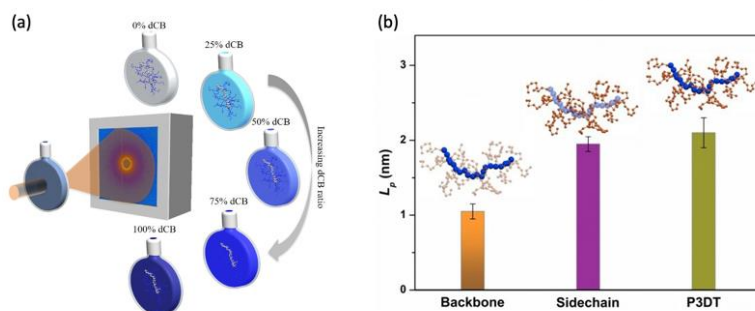 (a)
0% dCB
25% dCB
50% dCB
75% dCB
100% dCB
Increasing dCB ratio
(b)
Lp (nm)
3
2
1
0
Backbone Sidechain P3DT